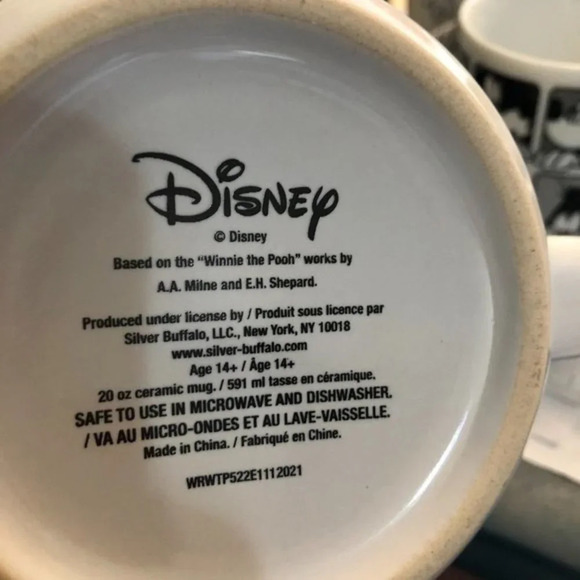 Disney
© Disney
Based on the “Winnie the Pooh” works by
A.A. Milne and E.H. Shepard.
Produced under license by / Produit sous licence par
Silver Buffalo, LLC., New York, NY 10018
www.silver-buffalo.com
Age 14+ / Âge 14+
20 oz ceramic mug. / 591 ml tasse en céramique.
SAFE TO USE IN MICROWAVE AND DISHWASHER.
/ VA AU MICRO-ONDES ET AU LAVE-VAISSELLE.
Made in China. / Fabriqué en Chine.
WRWTP522E1112021